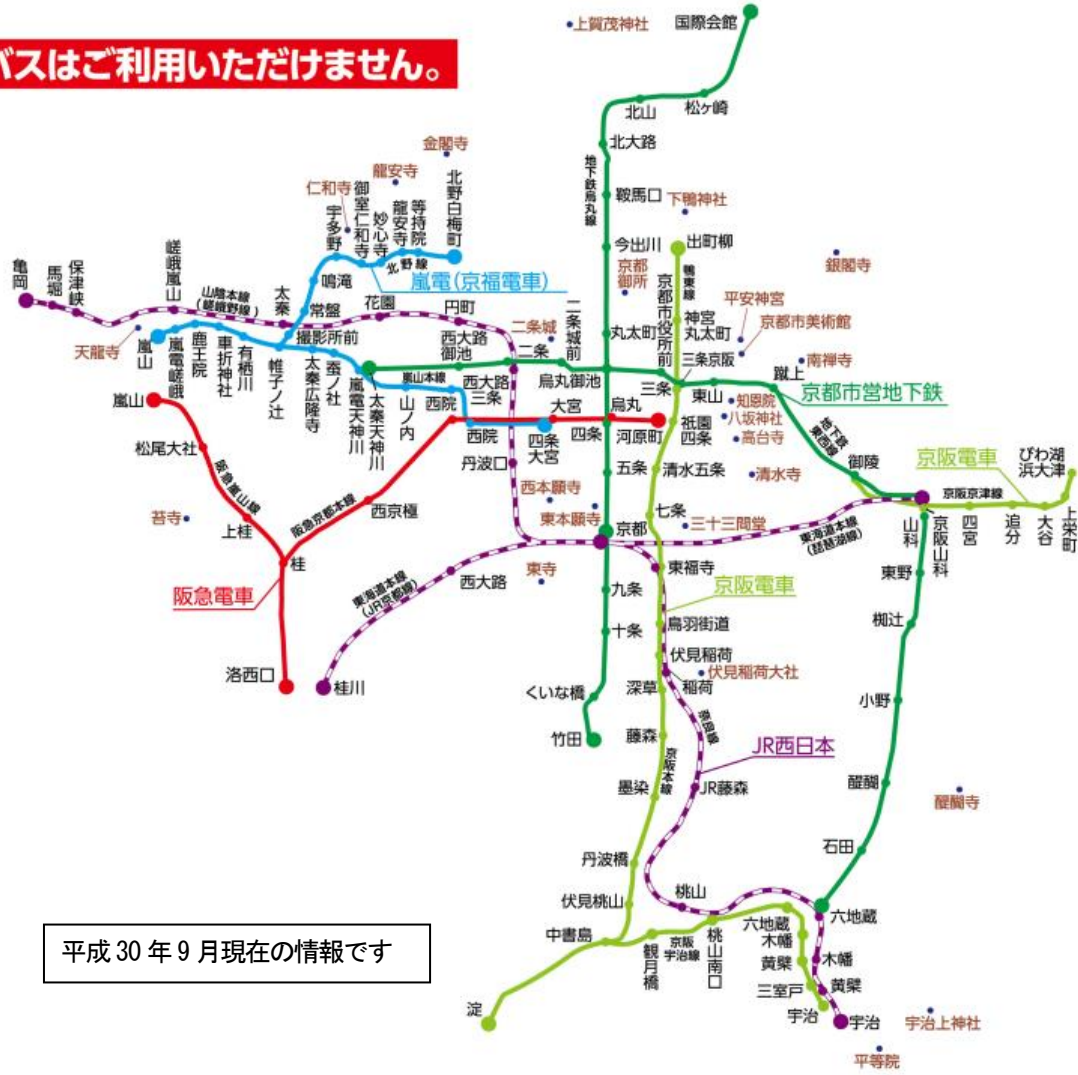 バスはご利用いただけません。
上賀茂神社
国際会館
北山
松ヶ崎
北大路
地下鉄烏丸線
金閣寺
龍安寺
仁和寺
御室仁和寺
宇多野
妙心寺
龍安寺
等持院
北野白梅町
北野線
鞍馬口
下鴨神社
今出川
出町柳
鴨東線
京都御所
銀閣寺
亀岡
馬堀
保津峡
嵯峨嵐山
山陰本線
(嵯峨野線)
太秦
鳴滝
常盤
嵐電(京福電車)
花園
円町
二条城
二条城前
丸太町
京都市役所前
神宮
丸太町
平安神宮
京都市美術館
南禅寺
天龍寺
嵐山
嵐電嵯峨
鹿王院
車折神社
有栖川
帷子ノ辻
撮影所前
太秦広隆寺
蚕ノ社
嵐電天神川
太秦天神川
西大路
御池
二条
烏丸御池
三条京阪
三条
東山
蹴上
京都市営地下鉄
嵐山本線
山ノ内
西大路
三条
西院
西院
大宮
四条
大宮
烏丸
四条
河原町
祇園
四条
知恩院
八坂神社
高台寺
地下鉄
東西線
御陵
京阪電車
びわ湖
浜大津
嵐山
松尾大社
阪急嵐山線
上桂
苔寺
阪急京都本線
西京極
桂
丹波口
五条
清水五条
清水寺
西本願寺
東本願寺
七条
三十三間堂
京都
東海道本線
(琵琶湖線)
山科
京阪山科
京阪京津線
四宮
追分
大谷
上栄町
阪急電車
東海道本線
(JR京都線)
西大路
東寺
東福寺
東野
九条
京阪電車
十条
鳥羽街道
椥辻
伏見稲荷
伏見稲荷大社
稲荷
洛西口
桂川
くいな橋
深草
小野
竹田
藤森
奈良線
JR西日本
京阪本線
墨染
JR藤森
醍醐
醍醐寺
石田
丹波橋
伏見桃山
桃山
六地蔵
六地蔵
中書島
観月橋
京阪
宇治線
桃山南口
木幡
木幡
黄檗
黄檗
三室戸
宇治
宇治
淀
宇治上神社
平等院
平成30年9月現在の情報です